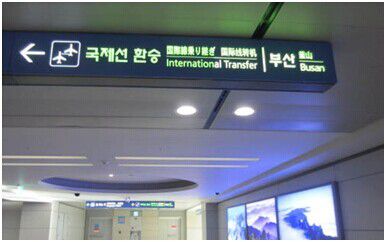 국제선 환승
国際線乗り継ぎ 国际线转机
International Transfer
부산
釜山
Busan